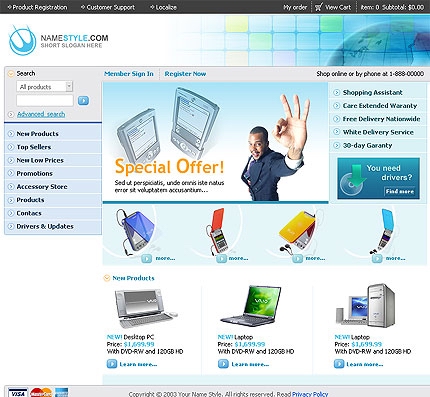 Product Registration Customer Support Localize My order View Cart item: 0 Subtotal: $0.00
NAMESTYLE.COM
SHORT SLOGAN HERE
Search
All products
Advanced search
Member Sign In Register Now Shop online or by phone at 1-888-00000
New Products
Top Sellers
New Low Prices
Promotions
Accessory Store
Products
Contacs
Drivers & Updates
Special Offer!
Sed ut perspiciatis, unde omnis iste natus
error sit voluptatem accusantium...
Shopping Assistant
Care Extended Waranty
Free Delivery Nationwide
White Delivery Service
30-day Garanty
You need
drivers?
Find more
more... more... more... more...
New Products
NEW! Desktop PC
Price: $1,699.99
With DVD-RW and 120GB HD
Learn more...
NEW! Laptop
Price: $1,699.99
With DVD-RW and 120GB HD
Learn more...
NEW! Laptop
Price: $1,699.99
With DVD-RW and 120GB HD
Learn more...
VISA MasterCard
Copyright © 2003 Your Name Style. All rights reserved. Read Privacy Policy